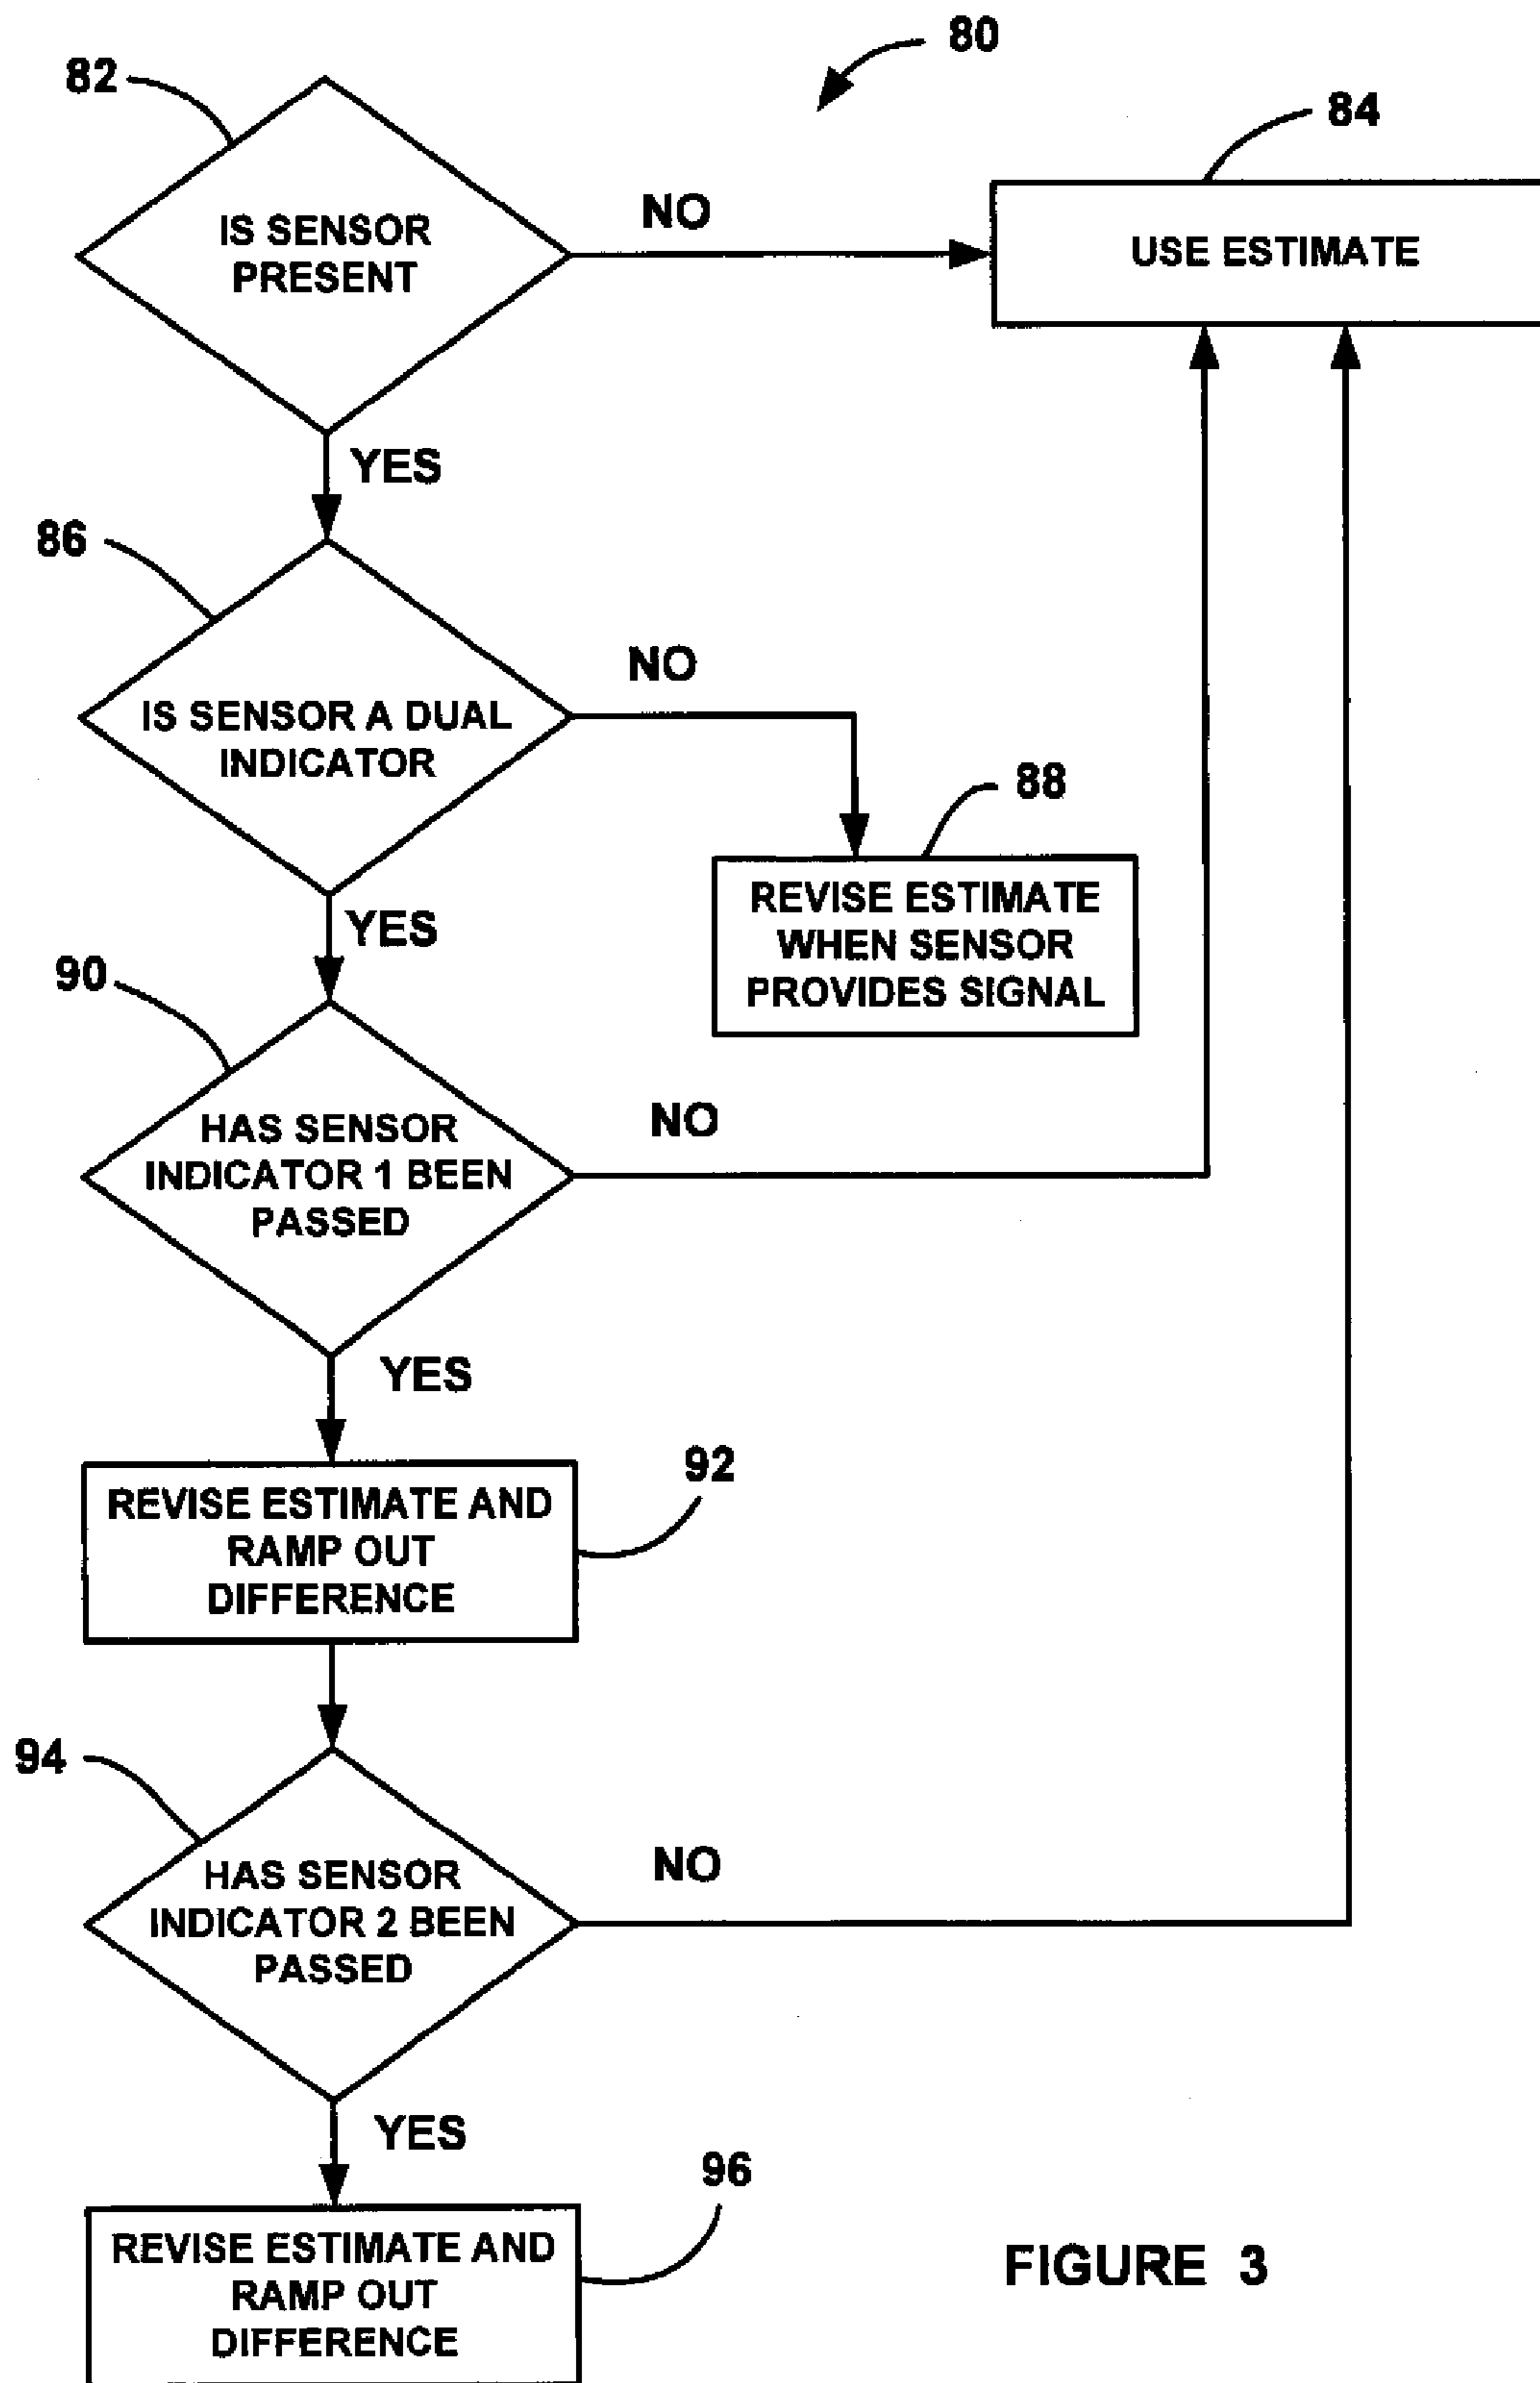 80
82
84
IS SENSOR
PRESENT
NO
USE ESTIMATE
YES
86
IS SENSOR A DUAL
INDICATOR
NO
88
REVISE ESTIMATE
WHEN SENSOR
PROVIDES SIGNAL
YES
90
HAS SENSOR
INDICATOR 1 BEEN
PASSED
NO
YES
92
REVISE ESTIMATE AND
RAMP OUT
DIFFERENCE
94
HAS SENSOR
INDICATOR 2 BEEN
PASSED
NO
YES
96
REVISE ESTIMATE AND
RAMP OUT
DIFFERENCE
FIGURE 3